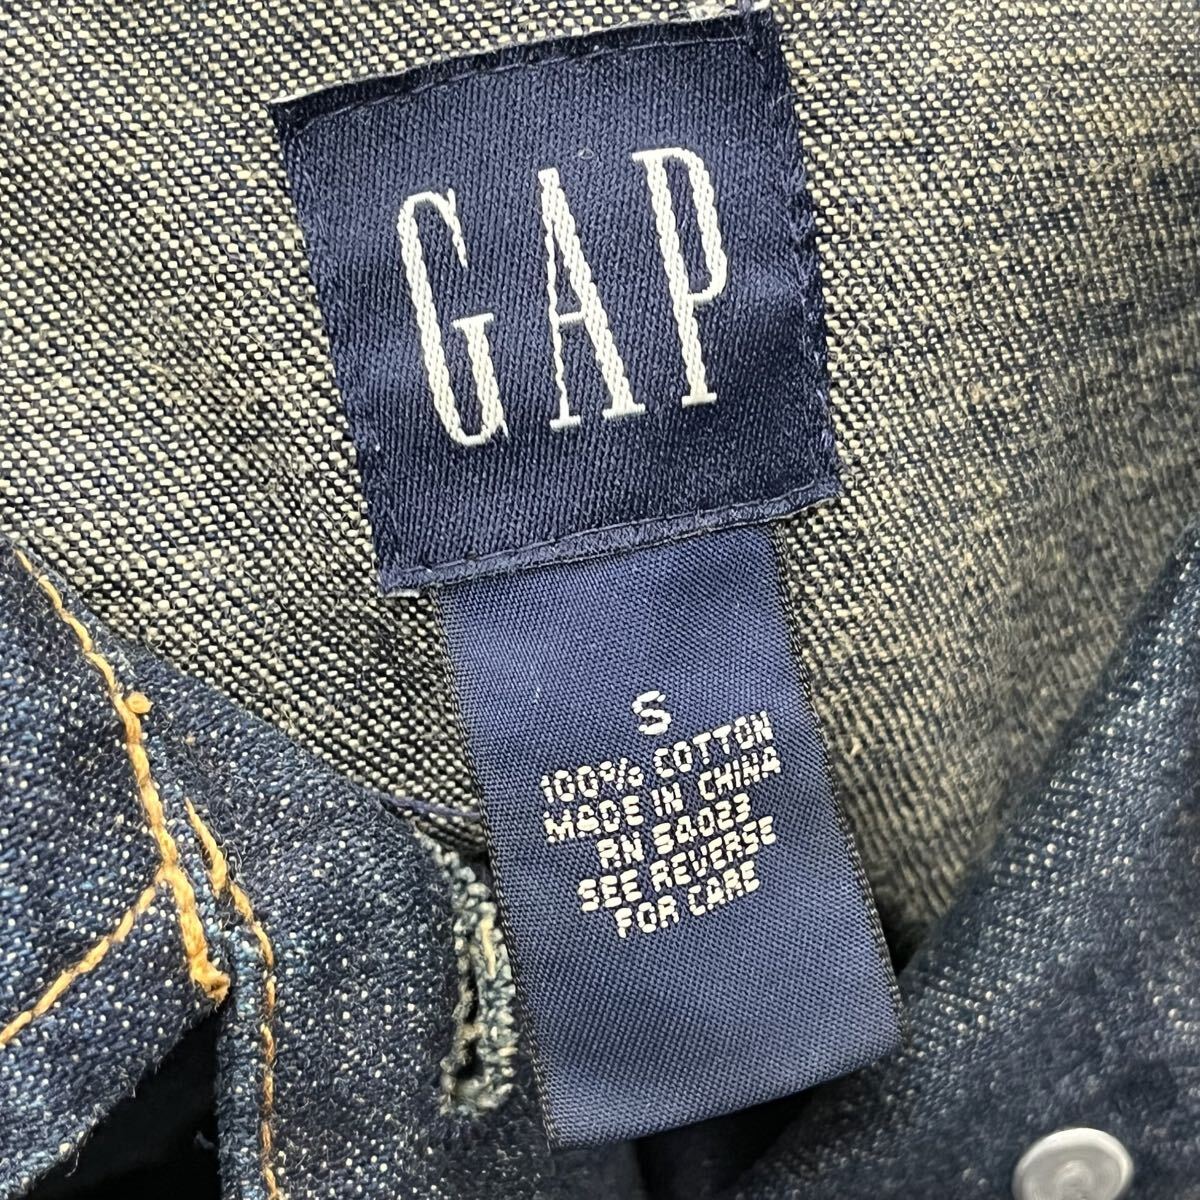 GAP
S
100% COTTON
MADE IN CHINA
RN 54023
SEE REVERSE
FOR CARE